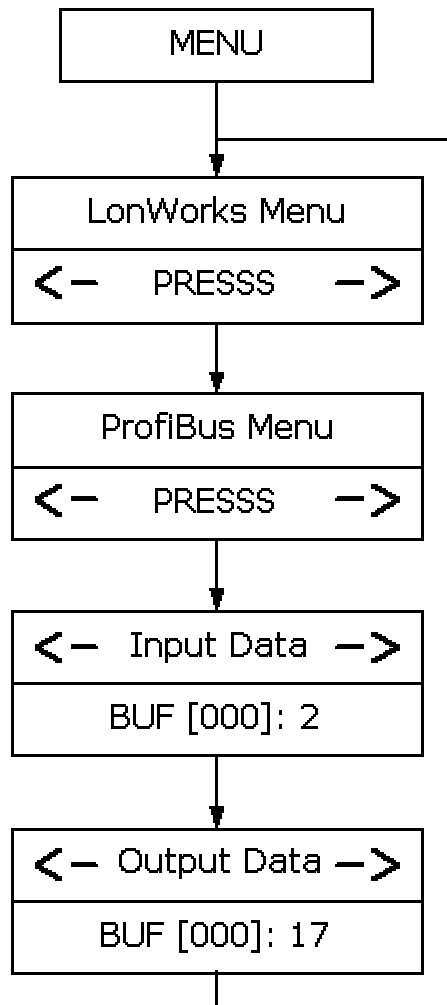 MENU
LonWorks Menu
<- PRESSS ->
ProfiBus Menu
<- PRESSS ->
<- Input Data ->
BUF [000]: 2
<- Output Data ->
BUF [000]: 17